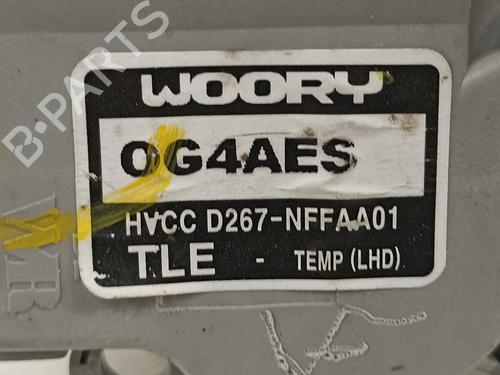 B-PARTS
WOORY
0G4AES
HVCC D267-NFFAA01
TLE - TEMP (LHD)